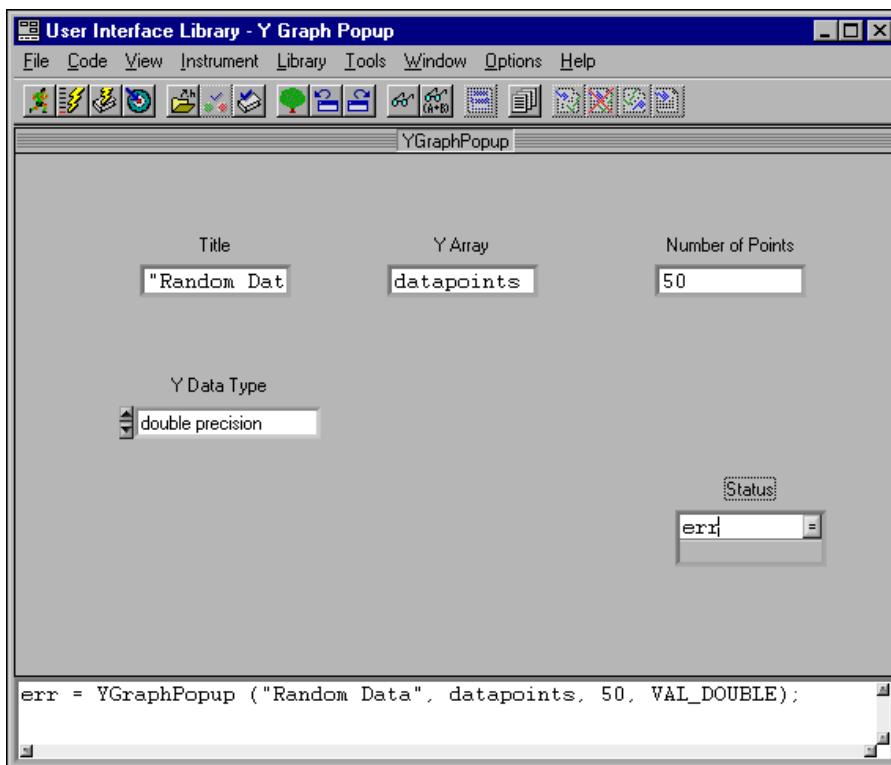 User Interface Library - Y Graph Popup
File Code View Instrument Library Tools Window Options Help
YGraphPopup
Title Y Array Number of Points
"Random Dat datapoints 50
Y Data Type
double precision
Status
err =
err = YGraphPopup ("Random Data", datapoints, 50, VAL_DOUBLE);